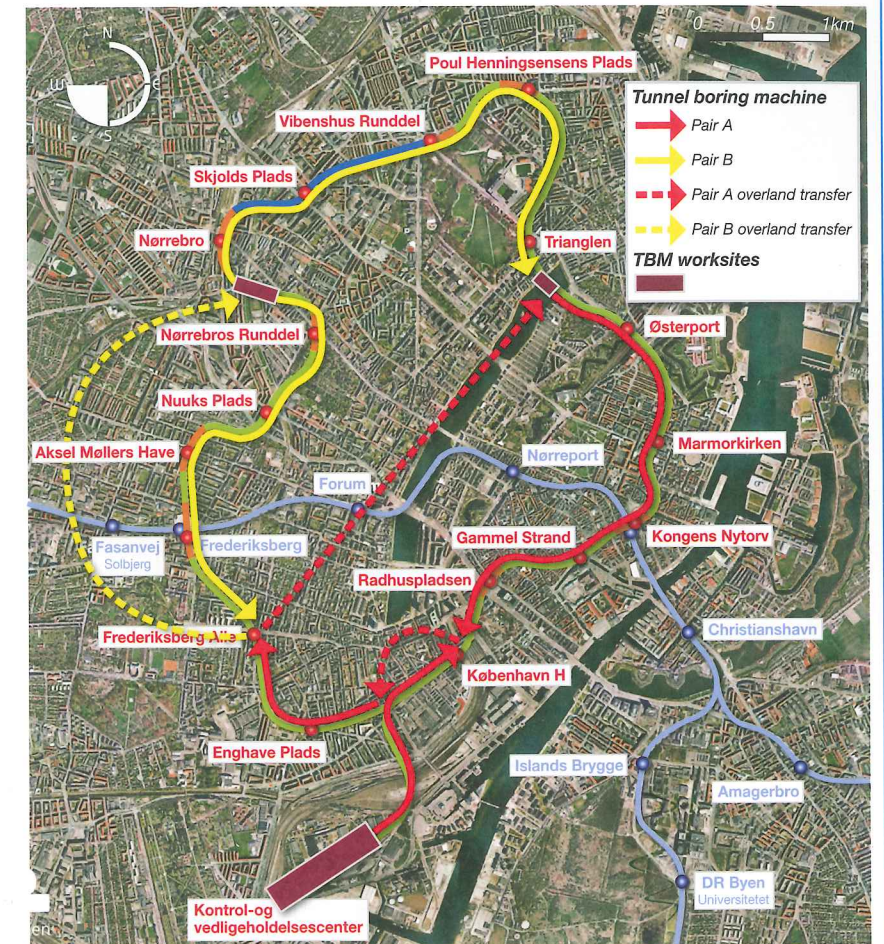 N
W
E
S
0 0.5 1km
Poul Henningsensens Plads
Tunnel boring machine
Pair A
Pair B
Pair A overland transfer
Pair B overland transfer
TBM worksites
Vibenshus Runddel
Skjolds Plads
Nørrebro
Trianglen
Østerport
Nørrebros Runddel
Nuuks Plads
Marmorkirken
Aksel Møllers Have
Nørreport
Forum
Kongens Nytorv
Gammel Strand
Fasanvej
Solbjerg
Frederiksberg
Radhuspladsen
Christianshavn
Frederiksberg Alle
København H
Enghave Plads
Islands Brygge
Amagerbro
DR Byen
Universitetet
Kontrol-og
vedligeholdelsescenter